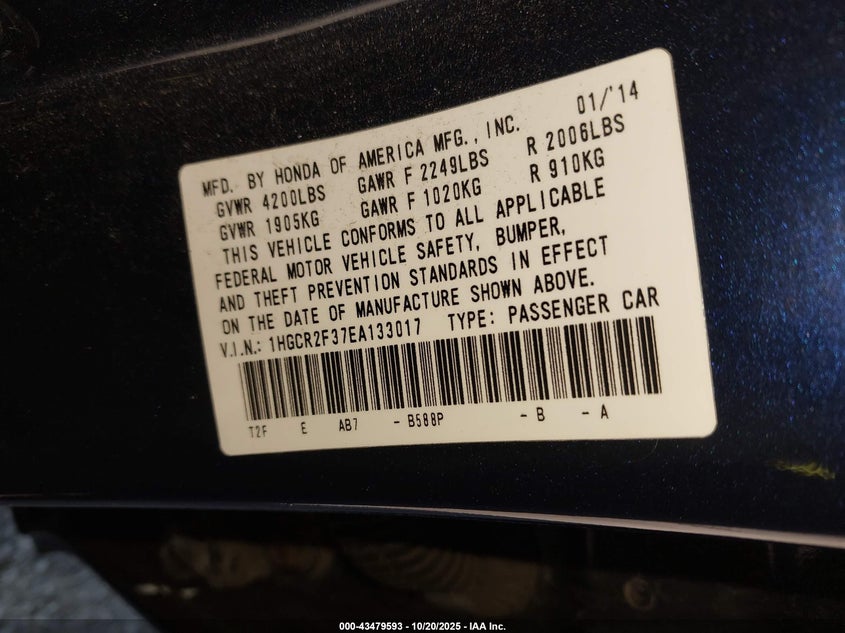 01/'14
MFD. BY HONDA OF AMERICA MFG., INC.
GVWR 4200LBS GAWR F 2249LBS R 2006LBS
GVWR 1905KG GAWR F 1020KG R 910KG
THIS VEHICLE CONFORMS TO ALL APPLICABLE
FEDERAL MOTOR VEHICLE SAFETY, BUMPER,
AND THEFT PREVENTION STANDARDS IN EFFECT
ON THE DATE OF MANUFACTURE SHOWN ABOVE.
V.I.N.: 1HGCR2F37EA133017 TYPE: PASSENGER CAR
T2F E AB7 - B588P - B - A
000-43479593 - 10/20/2025 - IAA Inc.